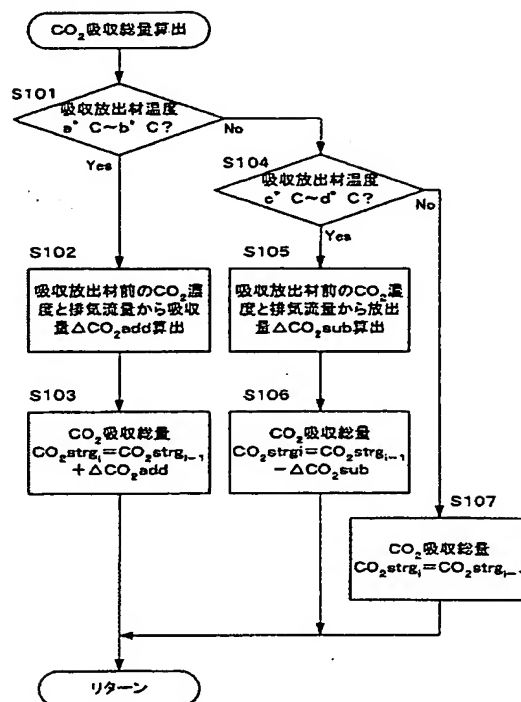 CO₂吸収総量算出
S101
吸収放出材温度
a°C~b°C?
No
Yes
S104
吸収放出材温度
c°C~d°C?
No
Yes
S102
吸収放出材前のCO₂濃
度と排気流量から吸収
量△CO₂add算出
S105
吸収放出材前のCO₂濃
度と排気流量から放出
量△CO₂sub算出
S103
CO₂吸収総量
CO₂strgᵢ=CO₂strgᵢ₋₁
+△CO₂add
S106
CO₂吸収総量
CO₂strgi=CO₂strgᵢ₋₁
-△CO₂sub
S107
CO₂吸収総量
CO₂strgᵢ=CO₂strgᵢ₋₁
リターン